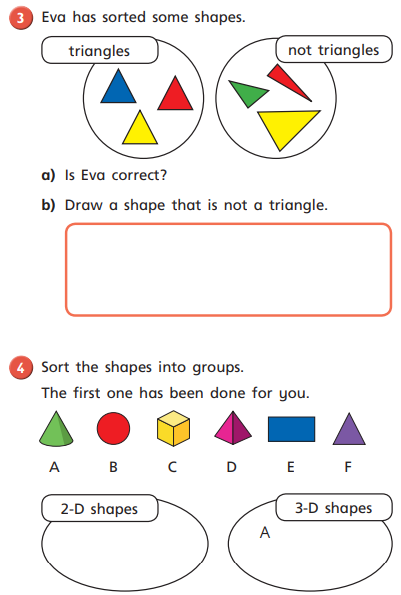 3 Eva has sorted some shapes.
triangles not triangles
a) Is Eva correct?
b) Draw a shape that is not a triangle.
4 Sort the shapes into groups.
The first one has been done for you.
A B C D E F
2-D shapes 3-D shapes
A